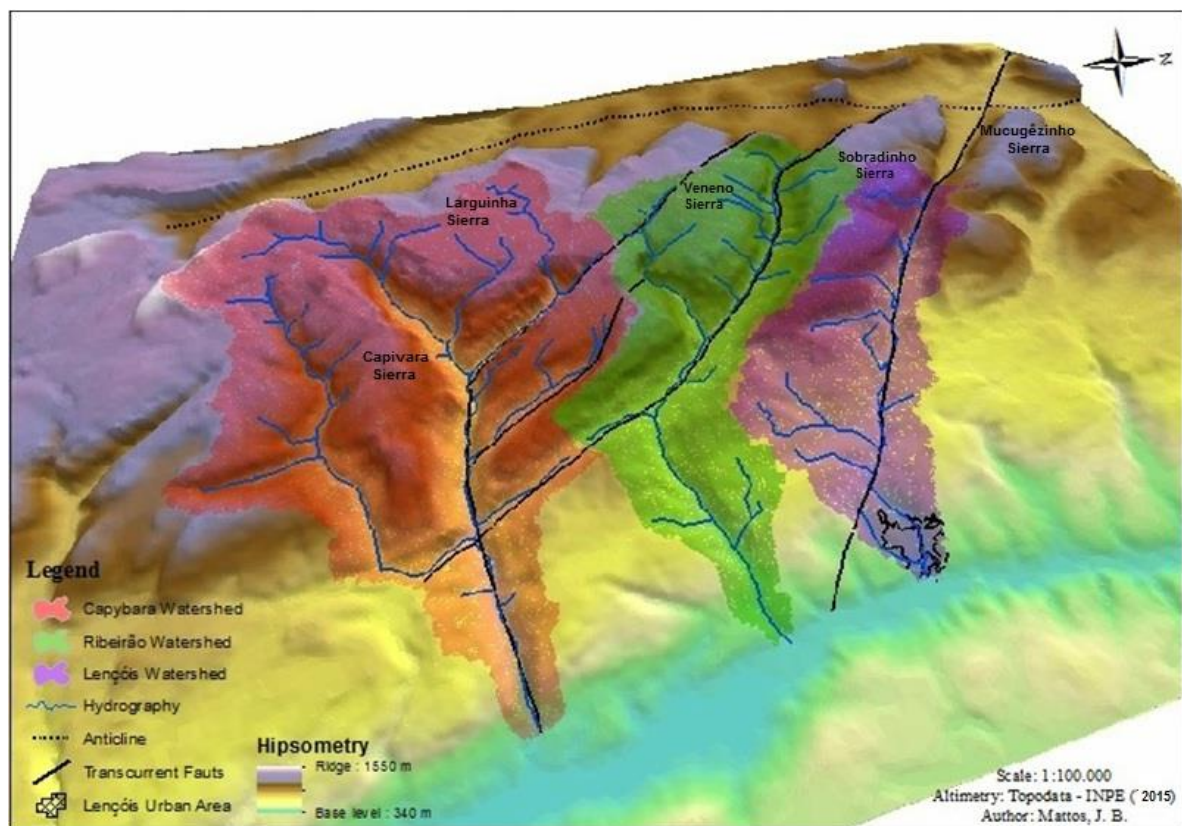 N
Mucugêzinho
Sierra
Sobradinho
Sierra
Veneno
Sierra
Larguinha
Sierra
Capivara
Sierra
Legend
Capybara Watershed
Ribeirão Watershed
Lençóis Watershed
Hydrography
Anticline
Transcurrent Fauts
Lençóis Urban Area
Hipsometry
Ridge : 1550 m
Base level : 340 m
Scale: 1:100.000
Altimetry: Topodata - INPE ( 2015)
Author: Mattos, J. B.